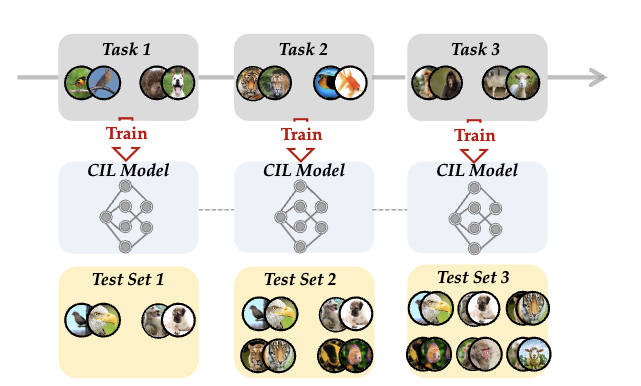 Task 1
Task 2
Task 3
Train
Train
Train
CIL Model
CIL Model
CIL Model
Test Set 1
Test Set 2
Test Set 3